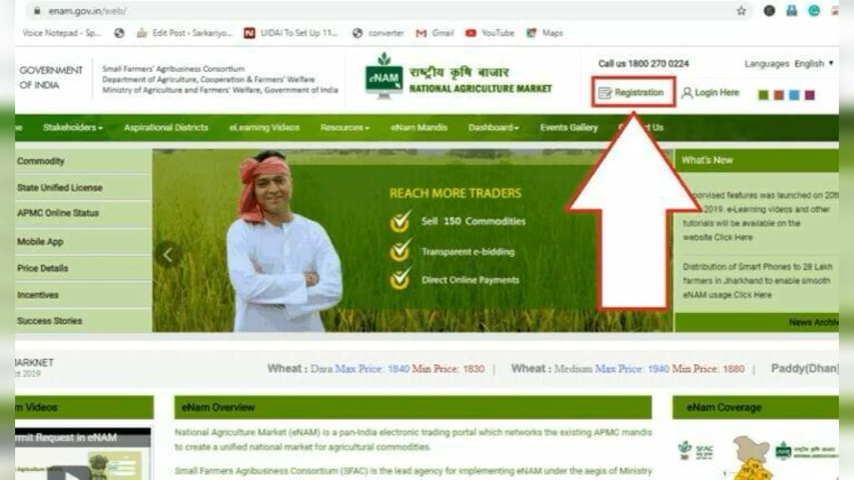 enam.gov.in/web/
Voice Notepad - Sp...
Edit Post ‹ Sarkariyo...
UIDAI To Set Up 11...
converter
Gmail
YouTube
Maps
GOVERNMENT
OF INDIA
Small Farmers' Agribusiness Consortium
Department of Agriculture, Cooperation & Farmers' Welfare
Ministry of Agriculture and Farmers' Welfare, Government of India
eNAM
राष्ट्रीय कृषि बाजार
NATIONAL AGRICULTURE MARKET
Call us 1800 270 0224
Languages English
Registration
Login Here
Stakeholders
Aspirational Districts
eLearning Videos
Resources
eNam Mandis
Dashboard
Events Gallery
Us
Commodity
State Unified License
APMC Online Status
Mobile App
Price Details
Incentives
Success Stories
REACH MORE TRADERS
Sell 150 Commodities
Transparent e-bidding
Direct Online Payments
What's New
features was launched on 20th
2019. e-Learning videos and other
tutorials will be available on the
website Click Here
Distribution of Smart Phones to 28 Lakh
farmers in Jharkhand to enable smooth
eNAM usage.Click Here
News Archiv
ARKNET
2019
Wheat : Dara Max Price: 1840 Min Price: 1830 | Wheat : Medium Max Price: 1940 Min Price: 1880 | Paddy(Dhan)
m Videos
eNam Overview
eNam Coverage
rmit Request in eNAM
National Agriculture Market (eNAM) is a pan-India electronic trading portal which networks the existing APMC mandis
to create a unified national market for agricultural commodities.
Small Farmers Agribusiness Consortium (SFAC) is the lead agency for implementing eNAM under the aegis of Ministry
SFAC